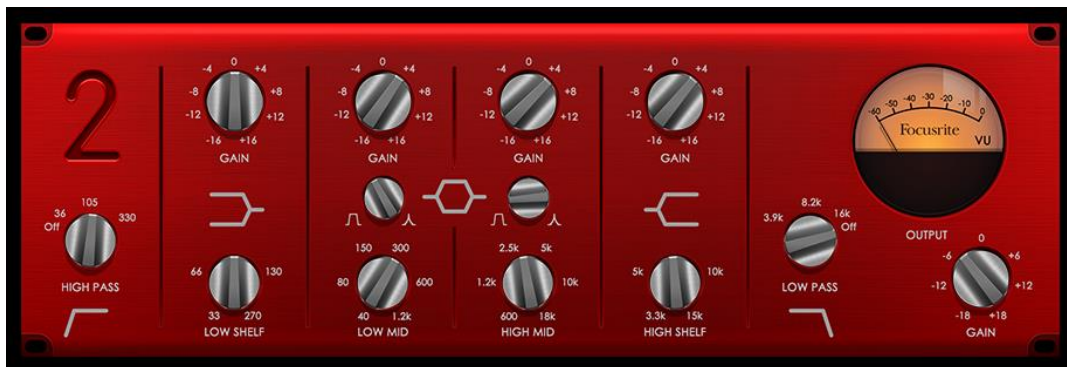 2
36 105 330
Off
HIGH PASS
-16 -12 -8 -4 0 +4 +8 +12 +16
GAIN
33 66 130 270
LOW SHELF
-16 -12 -8 -4 0 +4 +8 +12 +16
GAIN
40 80 150 300 600 1.2k
LOW MID
-16 -12 -8 -4 0 +4 +8 +12 +16
GAIN
600 1.2k 2.5k 5k 10k 18k
HIGH MID
-16 -12 -8 -4 0 +4 +8 +12 +16
GAIN
3.3k 5k 10k 15k
HIGH SHELF
3.9k 8.2k 16k
Off
LOW PASS
-60 -50 -40 -30 -20 -10 0
Focusrite
VU
OUTPUT
-18 -12 -6 0 +6 +12 +18
GAIN